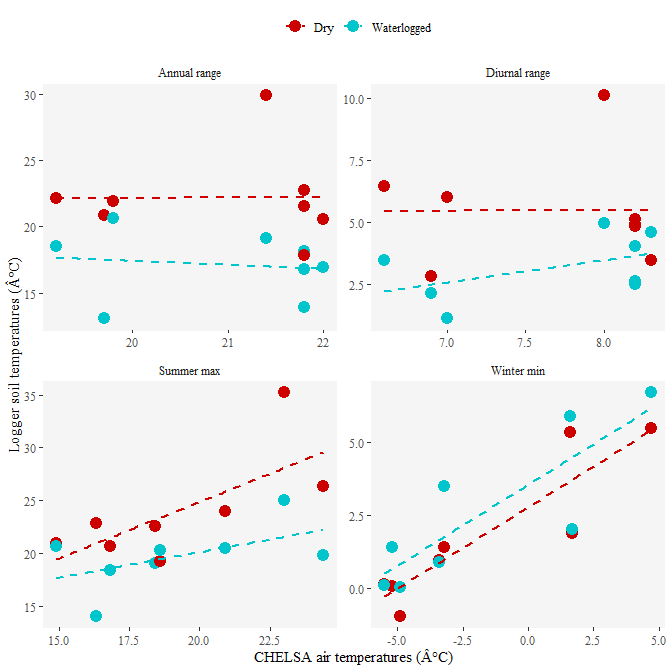 Dry Waterlogged
Annual range
Diurnal range
30
25
20
15
20 21 22
10.0
7.5
5.0
2.5
7.0 7.5 8.0
Summer max
Winter min
35
30
25
20
15
15.0 17.5 20.0 22.5
5.0
2.5
0.0
-5.0 -2.5 0.0 2.5 5.0
Logger soil temperatures (Â°C)
CHELSA air temperatures (Â°C)